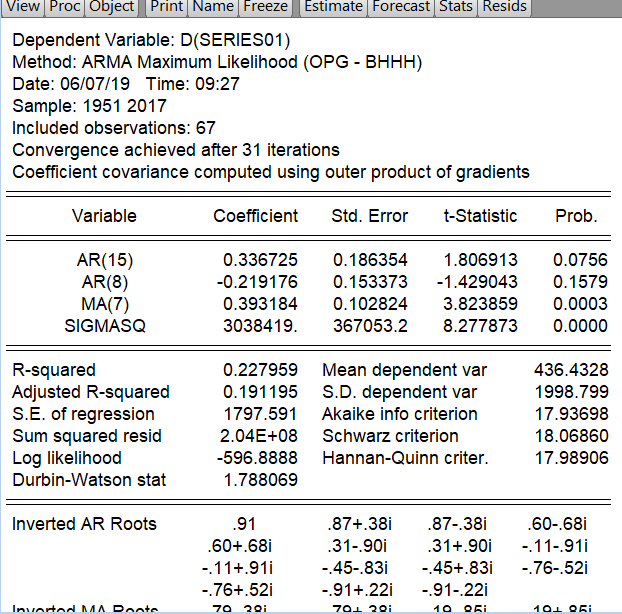 View Proc Object Print Name Freeze Estimate Forecast Stats Resids
Dependent Variable: D(SERIES01)
Method: ARMA Maximum Likelihood (OPG - BHHH)
Date: 06/07/19 Time: 09:27
Sample: 1951 2017
Included observations: 67
Convergence achieved after 31 iterations
Coefficient covariance computed using outer product of gradients
Variable Coefficient Std. Error t-Statistic Prob.
AR(15) 0.336725 0.186354 1.806913 0.0756
AR(8) -0.219176 0.153373 -1.429043 0.1579
MA(7) 0.393184 0.102824 3.823859 0.0003
SIGMASQ 3038419. 367053.2 8.277873 0.0000
R-squared 0.227959 Mean dependent var 436.4328
Adjusted R-squared 0.191195 S.D. dependent var 1998.799
S.E. of regression 1797.591 Akaike info criterion 17.93698
Sum squared resid 2.04E+08 Schwarz criterion 18.06860
Log likelihood -596.8888 Hannan-Quinn criter. 17.98906
Durbin-Watson stat 1.788069
Inverted AR Roots .91 .87+.38i .87-.38i .60-.68i
.60+.68i .31-.90i .31+.90i -.11-.91i
-.11+.91i -.45-.83i -.45+.83i -.76-.52i
-.76+.52i -.91+.22i -.91-.22i
Inverted MA Roots .79-.38i .79+.38i .19-.85i .19+.85i